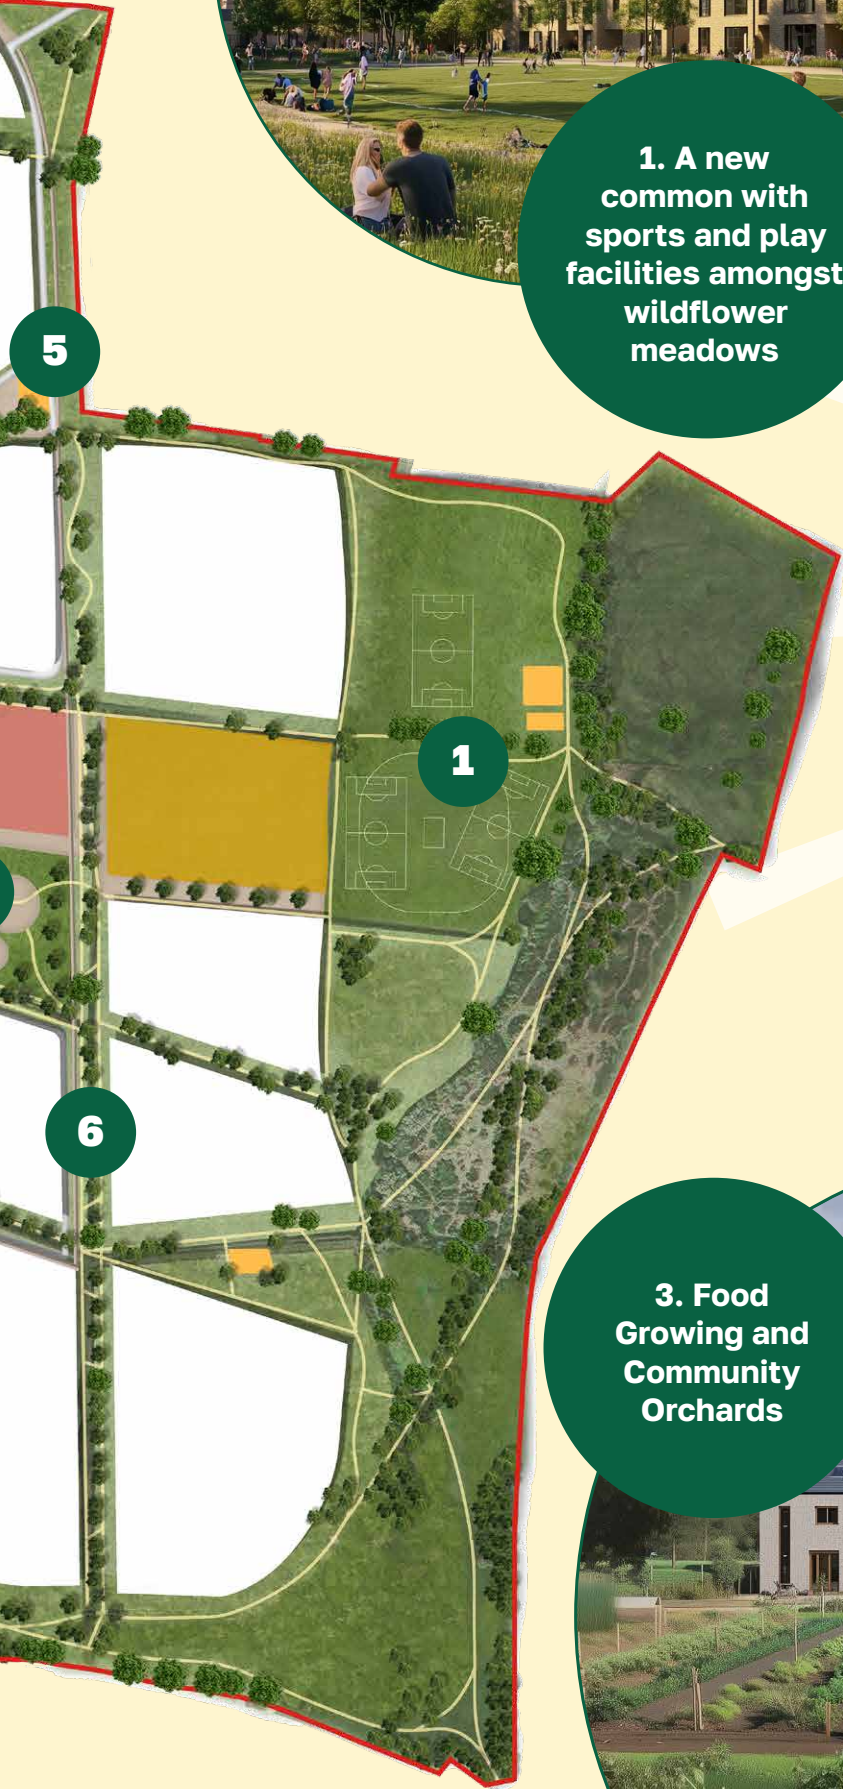 1. A new
common with
sports and play
facilities amongst
wildflower
meadows
5
1
6
3. Food
Growing and
Community
Orchards